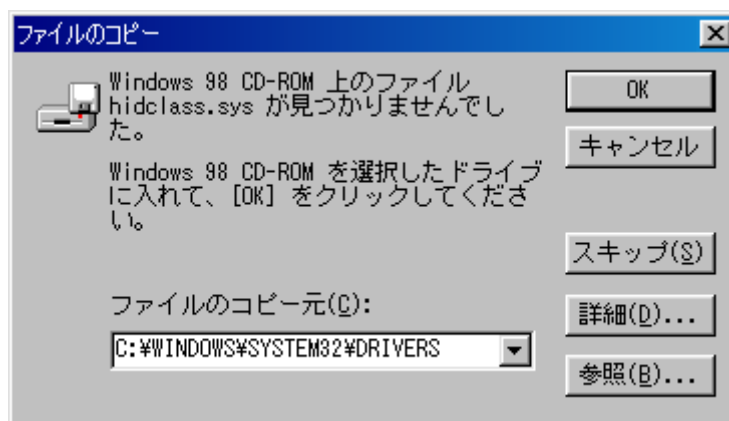 ファイルのコピー
Windows 98 CD-ROM 上のファイル
hidclass.sys が見つかりませんでし
た。
Windows 98 CD-ROM を選択したドライブ
に入れて、[OK] をクリックしてくださ
い。
ファイルのコピー元(C):
C:¥WINDOWS¥SYSTEM32¥DRIVERS
OK
キャンセル
スキップ(S)
詳細(D)...
参照(B)...